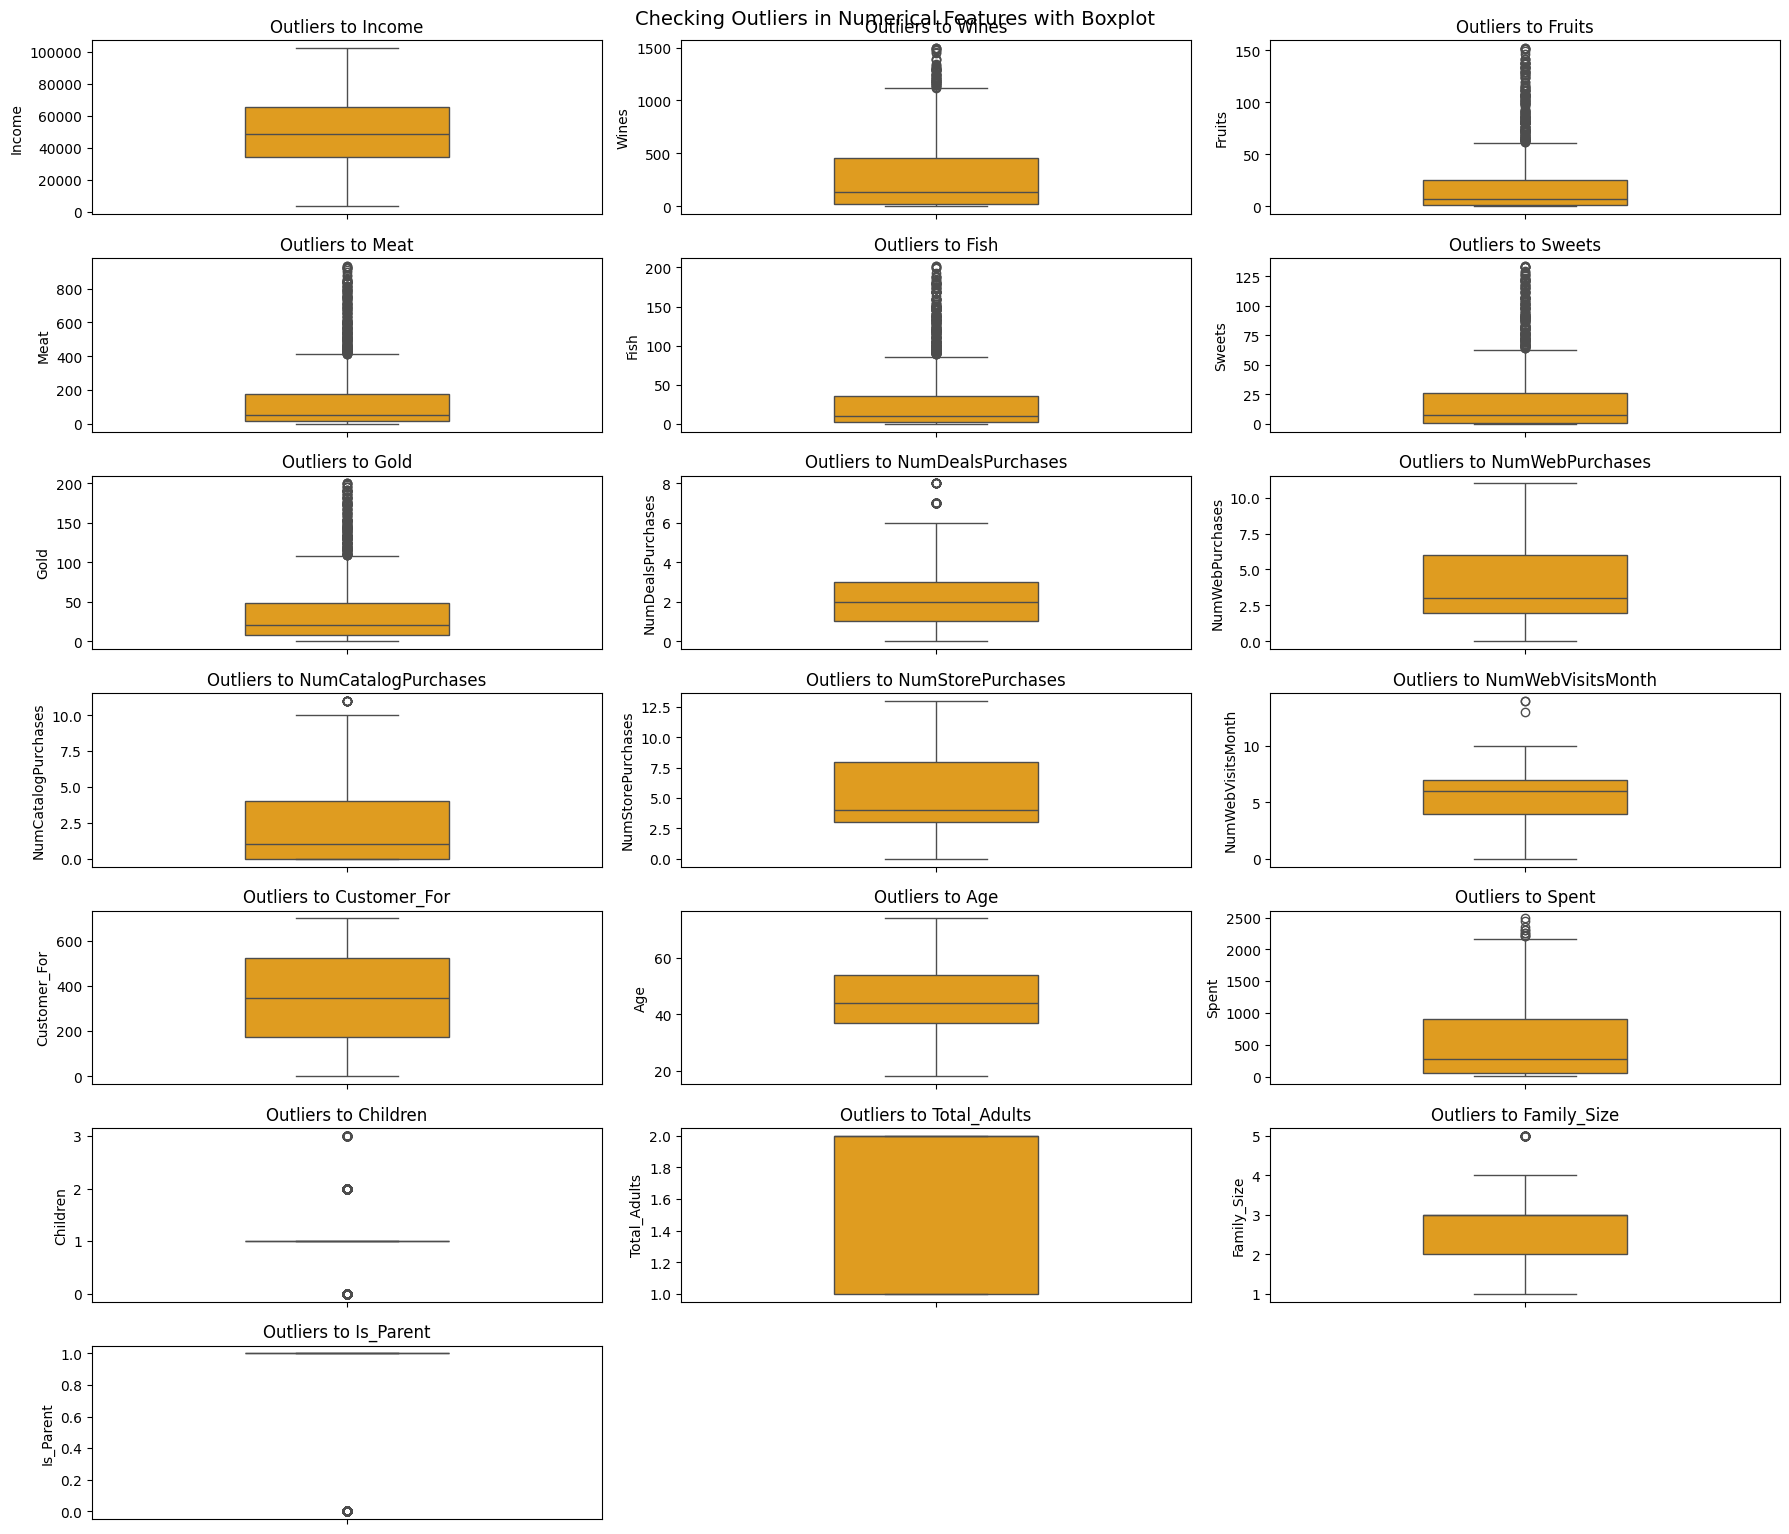 Checking Outliers in Numerical Features with Boxplot
Outliers to Income
Income
100000
80000
60000
40000
20000
0
Outliers to Wines
Wines
1500
1000
500
0
Outliers to Fruits
Fruits
150
100
50
0
Outliers to Meat
Meat
800
600
400
200
0
Outliers to Fish
Fish
200
150
100
50
0
Outliers to Sweets
Sweets
125
100
75
50
25
0
Outliers to Gold
Gold
200
150
100
50
0
Outliers to NumDealsPurchases
NumDealsPurchases
8
6
4
2
0
Outliers to NumWebPurchases
NumWebPurchases
10.0
7.5
5.0
2.5
0.0
Outliers to NumCatalogPurchases
NumCatalogPurchases
10.0
7.5
5.0
2.5
0.0
Outliers to NumStorePurchases
NumStorePurchases
12.5
10.0
7.5
5.0
2.5
0.0
Outliers to NumWebVisitsMonth
NumWebVisitsMonth
10
5
0
Outliers to Customer_For
Customer_For
600
400
200
0
Outliers to Age
Age
60
40
20
Outliers to Spent
Spent
2500
2000
1500
1000
500
0
Outliers to Children
Children
3
2
1
0
Outliers to Total_Adults
Total_Adults
2.0
1.8
1.6
1.4
1.2
1.0
Outliers to Family_Size
Family_Size
5
4
3
2
1
Outliers to Is_Parent
Is_Parent
1.0
0.8
0.6
0.4
0.2
0.0